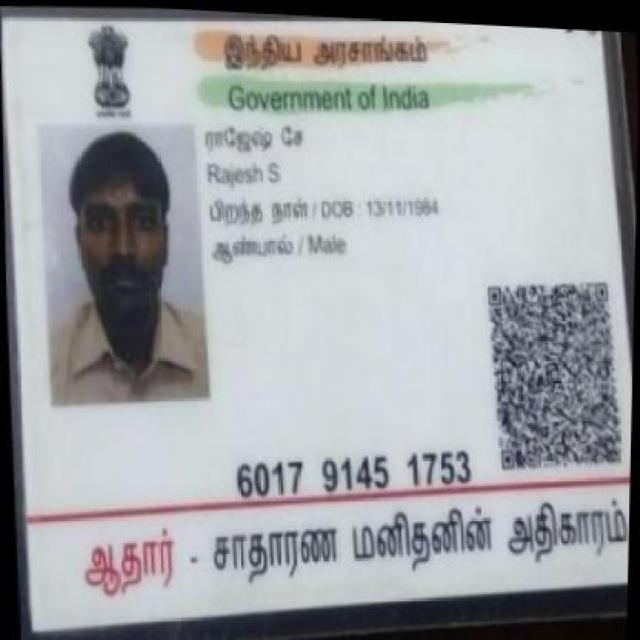 இந்திய அரசாங்கம்
Government of India
ராஜேஷ் சே
Rajesh S
பிறந்த நாள் / DOB : 13/11/1984
ஆண்பால் / Male
6017 9145 1753
ஆதார் - சாதாரண மனிதனின் அதிகாரம்